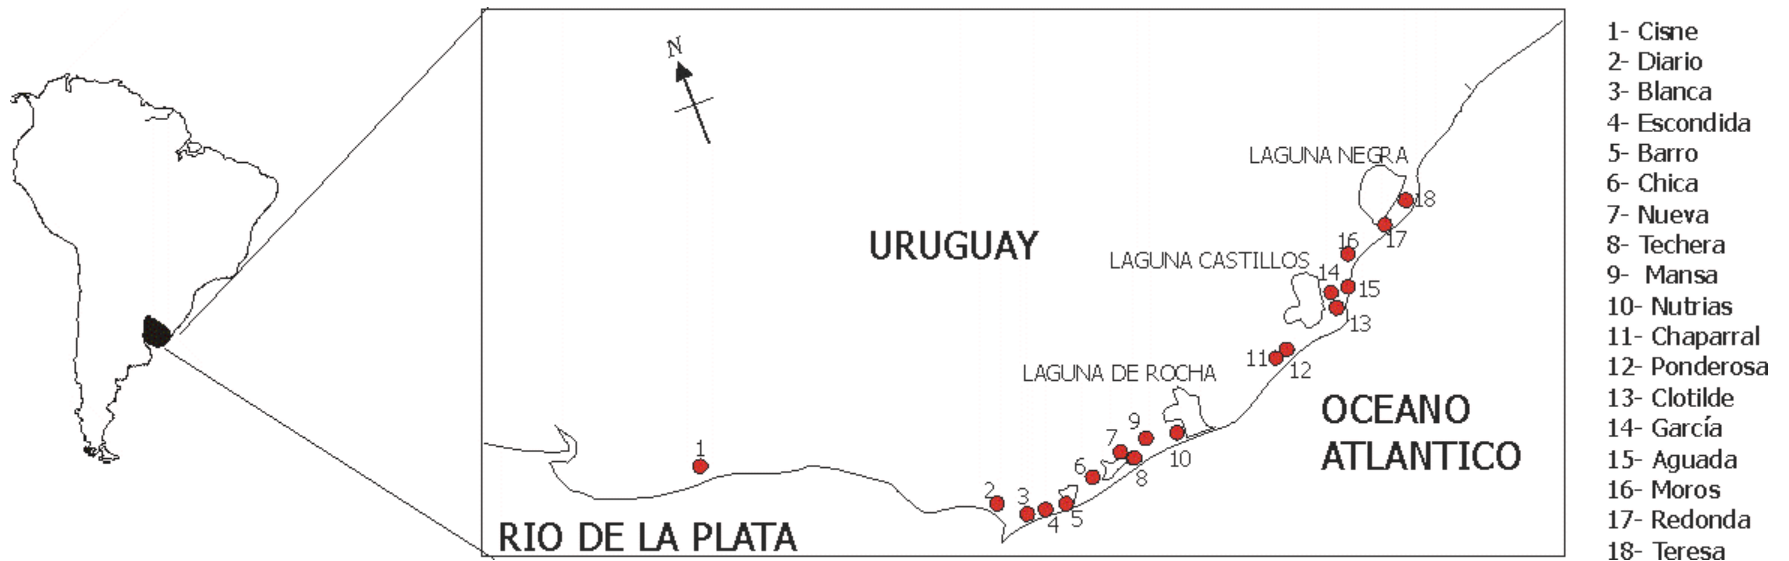 N
LAGUNA NEGRA
18
17
16
URUGUAY
LAGUNA CASTILLOS
14
15
13
11
12
LAGUNA DE ROCHA
OCEANO
ATLANTICO
9
7
10
8
6
1
2
3
4
5
RIO DE LA PLATA
1- Cisne
2- Diario
3- Blanca
4- Escondida
5- Barro
6- Chica
7- Nueva
8- Techera
9- Mansa
10- Nutrias
11- Chaparral
12- Ponderosa
13- Clotilde
14- García
15- Aguada
16- Moros
17- Redonda
18- Teresa